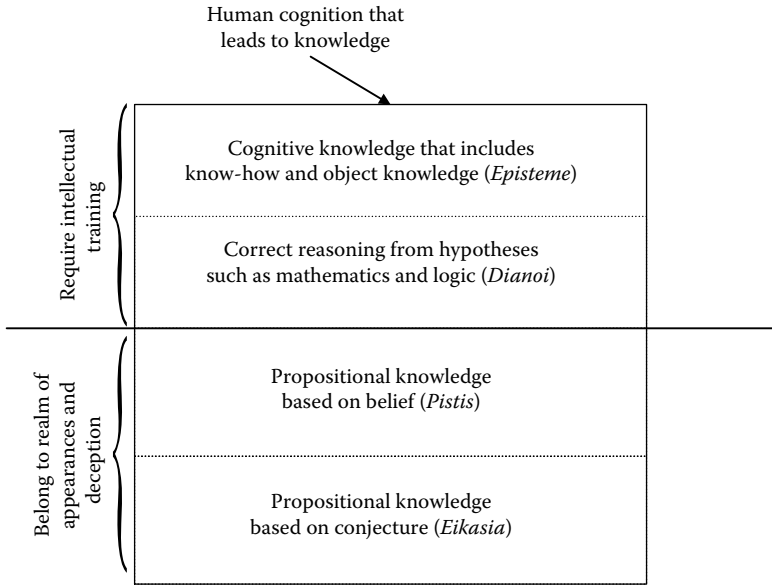 Human cognition that
leads to knowledge
Require intellectual
training
Cognitive knowledge that includes
know-how and object knowledge (Episteme)
Correct reasoning from hypotheses
such as mathematics and logic (Dianoi)
Belong to realm of
appearances and
deception
Propositional knowledge
based on belief (Pistis)
Propositional knowledge
based on conjecture (Eikasia)